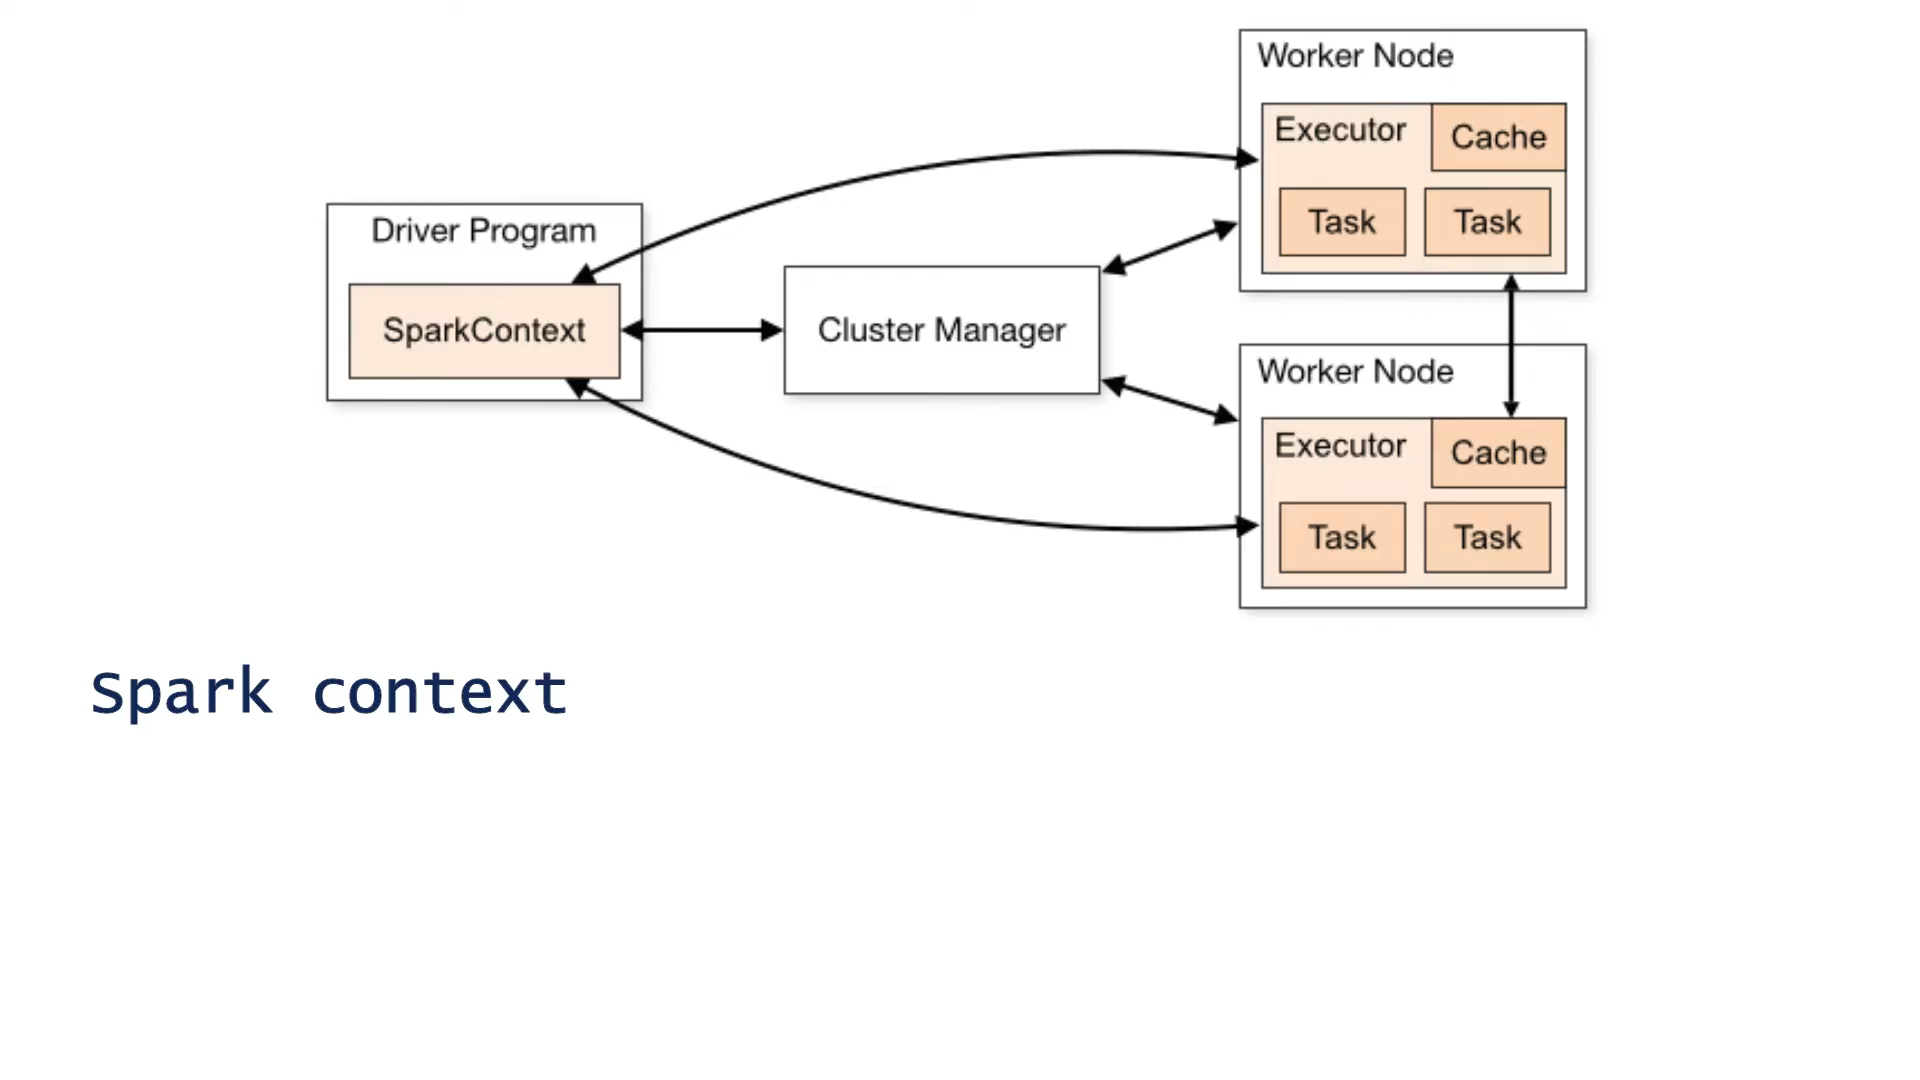 Worker Node
Executor
Cache
Task
Task
Driver Program
SparkContext
Cluster Manager
Worker Node
Executor
Cache
Task
Task
Spark context